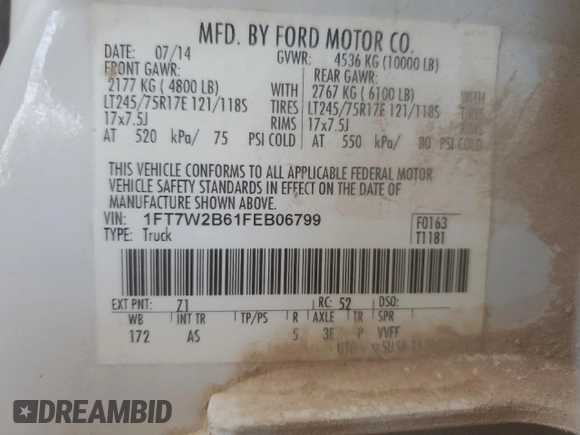 MFD. BY FORD MOTOR CO.
DATE: 07/14 GVWR: 4536 KG (10000 LB)
FRONT GAWR: REAR GAWR:
2177 KG ( 4800 LB) WITH 2767 KG ( 6100 LB) WITH
LT245/75R17E 121/118S TIRES LT245/75R17E 121/118S TIRES
17x7.5J RIMS 17x7.5J RIMS
AT 520 kPa/ 75 PSI COLD AT 550 kPa/ 80 PSI COLD
THIS VEHICLE CONFORMS TO ALL APPLICABLE FEDERAL MOTOR
VEHICLE SAFETY STANDARDS IN EFFECT ON THE DATE OF
MANUFACTURE SHOWN ABOVE.
VIN: 1FT7W2B61FEB06799 F0163
TYPE: Truck T1181
EXT PNT: Z1 RC: 52 DSO:
WB INT TR TP/PS R AXLE TR SPR
172 AS 5 3E P VVFF
UTC
DREAMBID